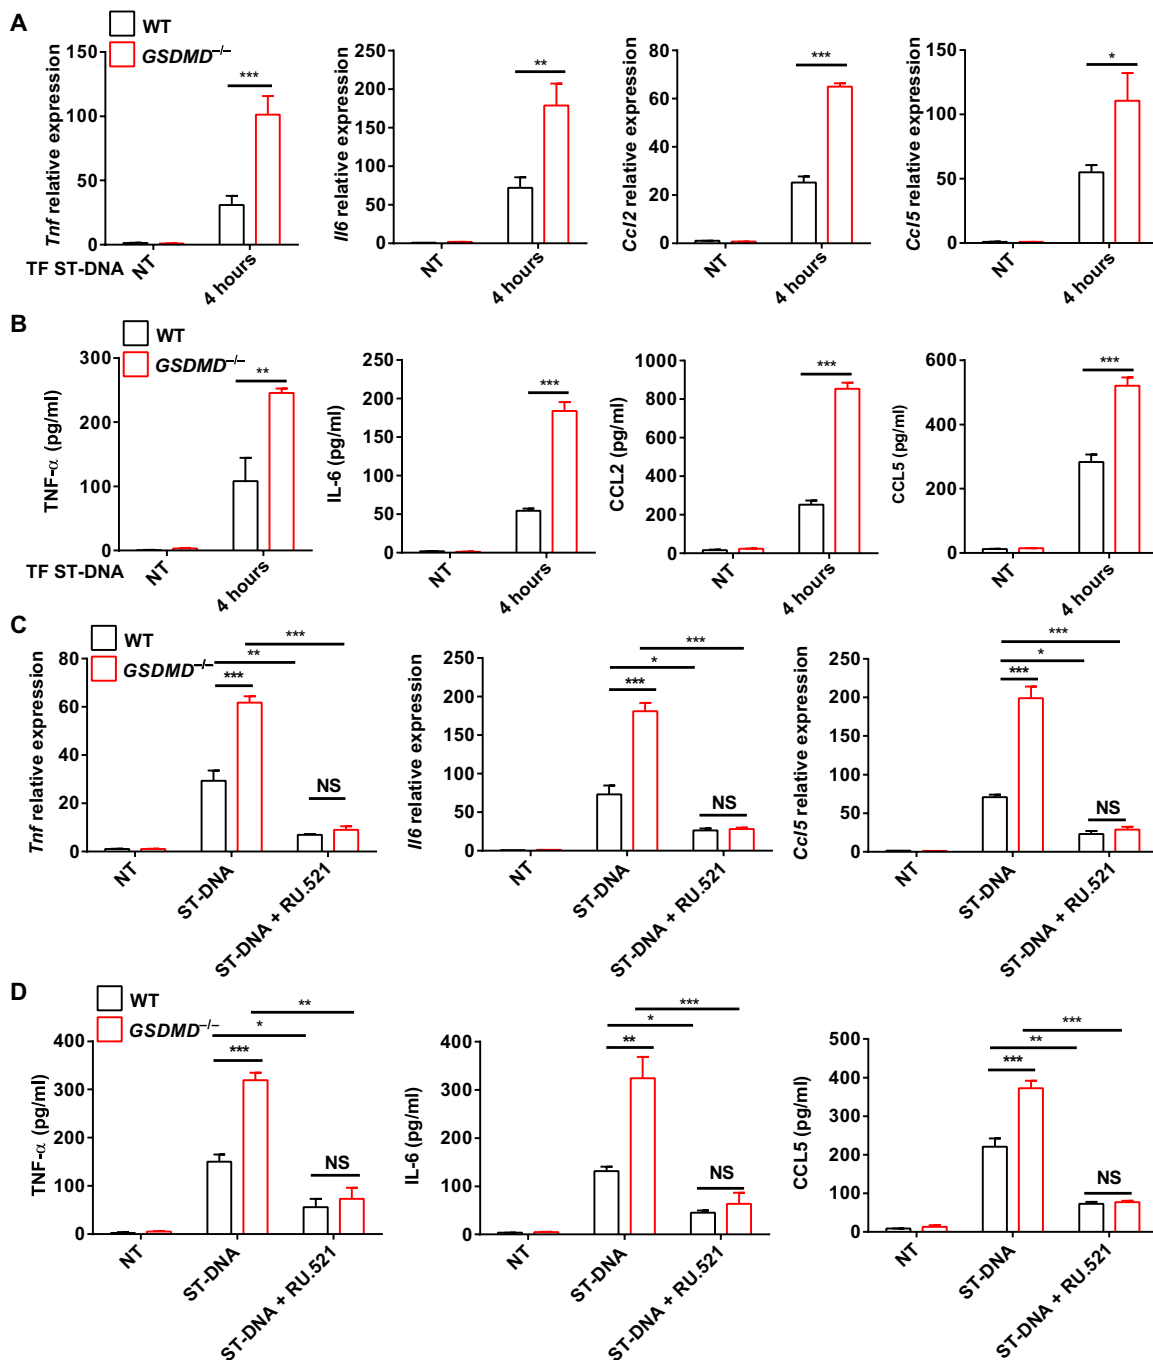 A
WT
GSDMD–/–
Tnf relative expression
150
100
50
0
***
NT
4 hours
TF ST-DNA
Il6 relative expression
250
200
150
100
50
0
**
NT
4 hours
Ccl2 relative expression
80
60
40
20
0
***
NT
4 hours
Ccl5 relative expression
150
100
50
0
*
NT
4 hours
B
WT
GSDMD–/–
TNF-α (pg/ml)
300
200
100
0
**
NT
4 hours
TF ST-DNA
IL-6 (pg/ml)
250
200
150
100
50
0
***
NT
4 hours
CCL2 (pg/ml)
1000
800
600
400
200
0
***
NT
4 hours
CCL5 (pg/ml)
600
400
200
0
***
NT
4 hours
C
WT
GSDMD–/–
Tnf relative expression
80
60
40
20
0
***
**
***
NS
NT
ST-DNA
ST-DNA + RU.521
Il6 relative expression
250
200
150
100
50
0
***
*
***
NS
NT
ST-DNA
ST-DNA + RU.521
Ccl5 relative expression
250
200
150
100
50
0
***
*
***
NS
NT
ST-DNA
ST-DNA + RU.521
D
WT
GSDMD–/–
TNF-α (pg/ml)
400
300
200
100
0
**
*
***
NS
NT
ST-DNA
ST-DNA + RU.521
IL-6 (pg/ml)
400
300
200
100
0
***
*
**
NS
NT
ST-DNA
ST-DNA + RU.521
CCL5 (pg/ml)
500
400
300
200
100
0
***
**
***
NS
NT
ST-DNA
ST-DNA + RU.521